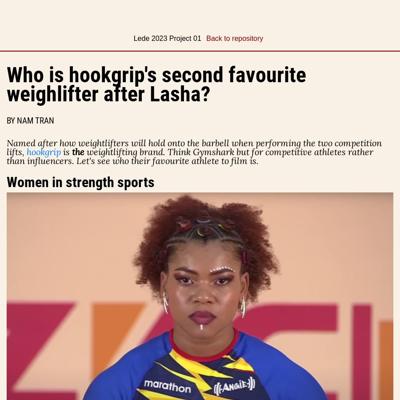 Lede 2023 Project 01 Back to repository
Who is hookgrip's second favourite
weighlifter after Lasha?
BY NAM TRAN
Named after how weightlifters will hold onto the barbell when performing the two competition
lifts, hookgrip is the weightlifting brand. Think Gymshark but for competitive athletes rather
than influencers. Let's see who their favourite athlete to film is.
Women in strength sports
marathon